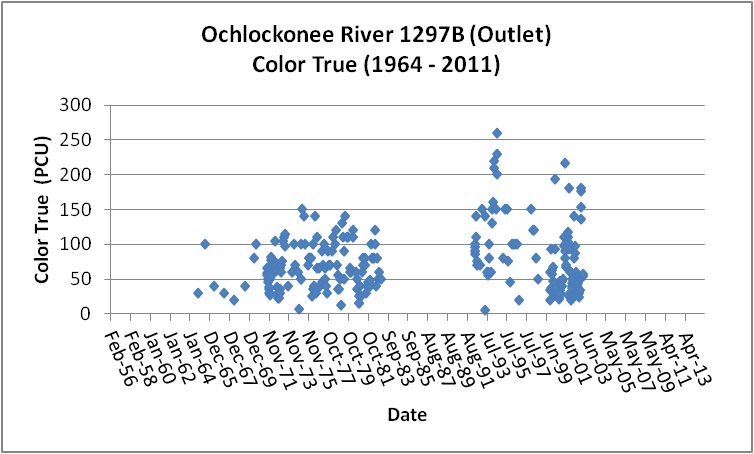 Ochlockonee River 1297B (Outlet)
Color True (1964 - 2011)
300
250
200
150
100
50
0
Color True (PCU)
Feb-56
Feb-58
Jan-60
Jan-62
Jan-64
Dec-65
Dec-67
Dec-69
Nov-71
Nov-73
Nov-75
Oct-77
Oct-79
Oct-81
Sep-83
Sep-85
Aug-87
Aug-89
Aug-91
Jul-93
Jul-95
Jul-97
Jun-99
Jun-01
Jun-03
May-05
May-07
May-09
Apr-11
Apr-13
Date